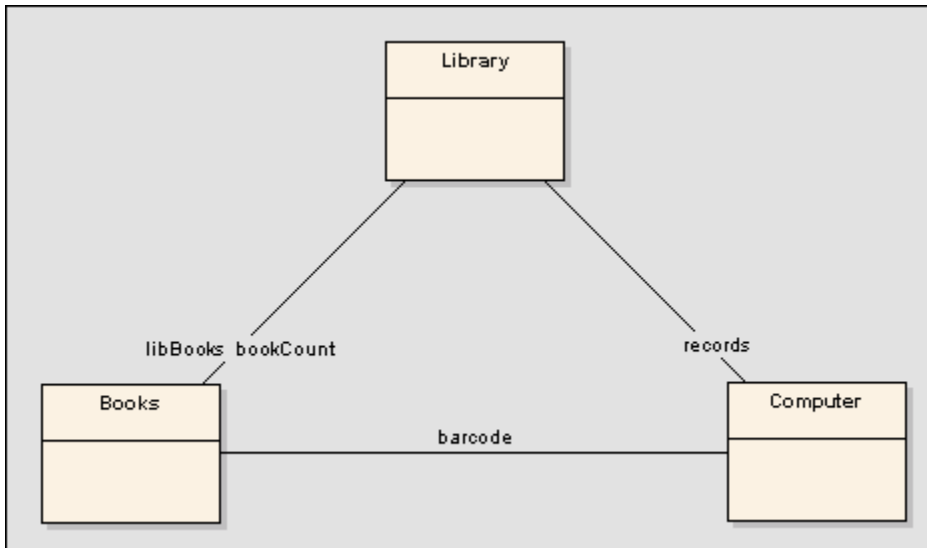 Library
libBooks bookCount
records
Books
Computer
barcode